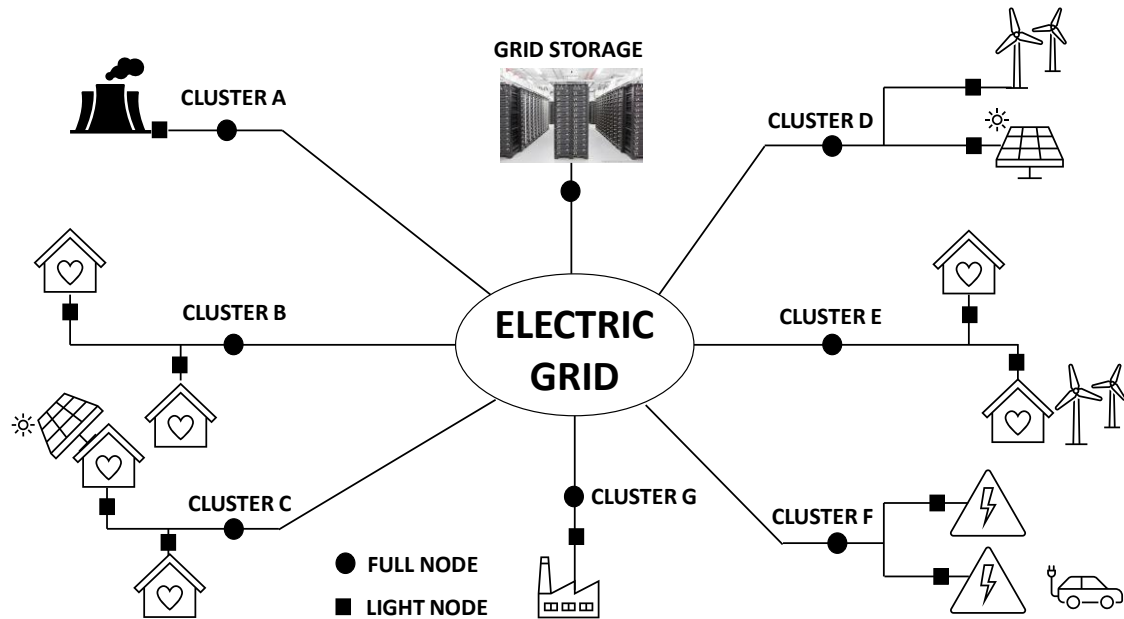 GRID STORAGE
CLUSTER A
CLUSTER D
CLUSTER B
CLUSTER E
ELECTRIC
GRID
CLUSTER C
CLUSTER G
CLUSTER F
FULL NODE
LIGHT NODE